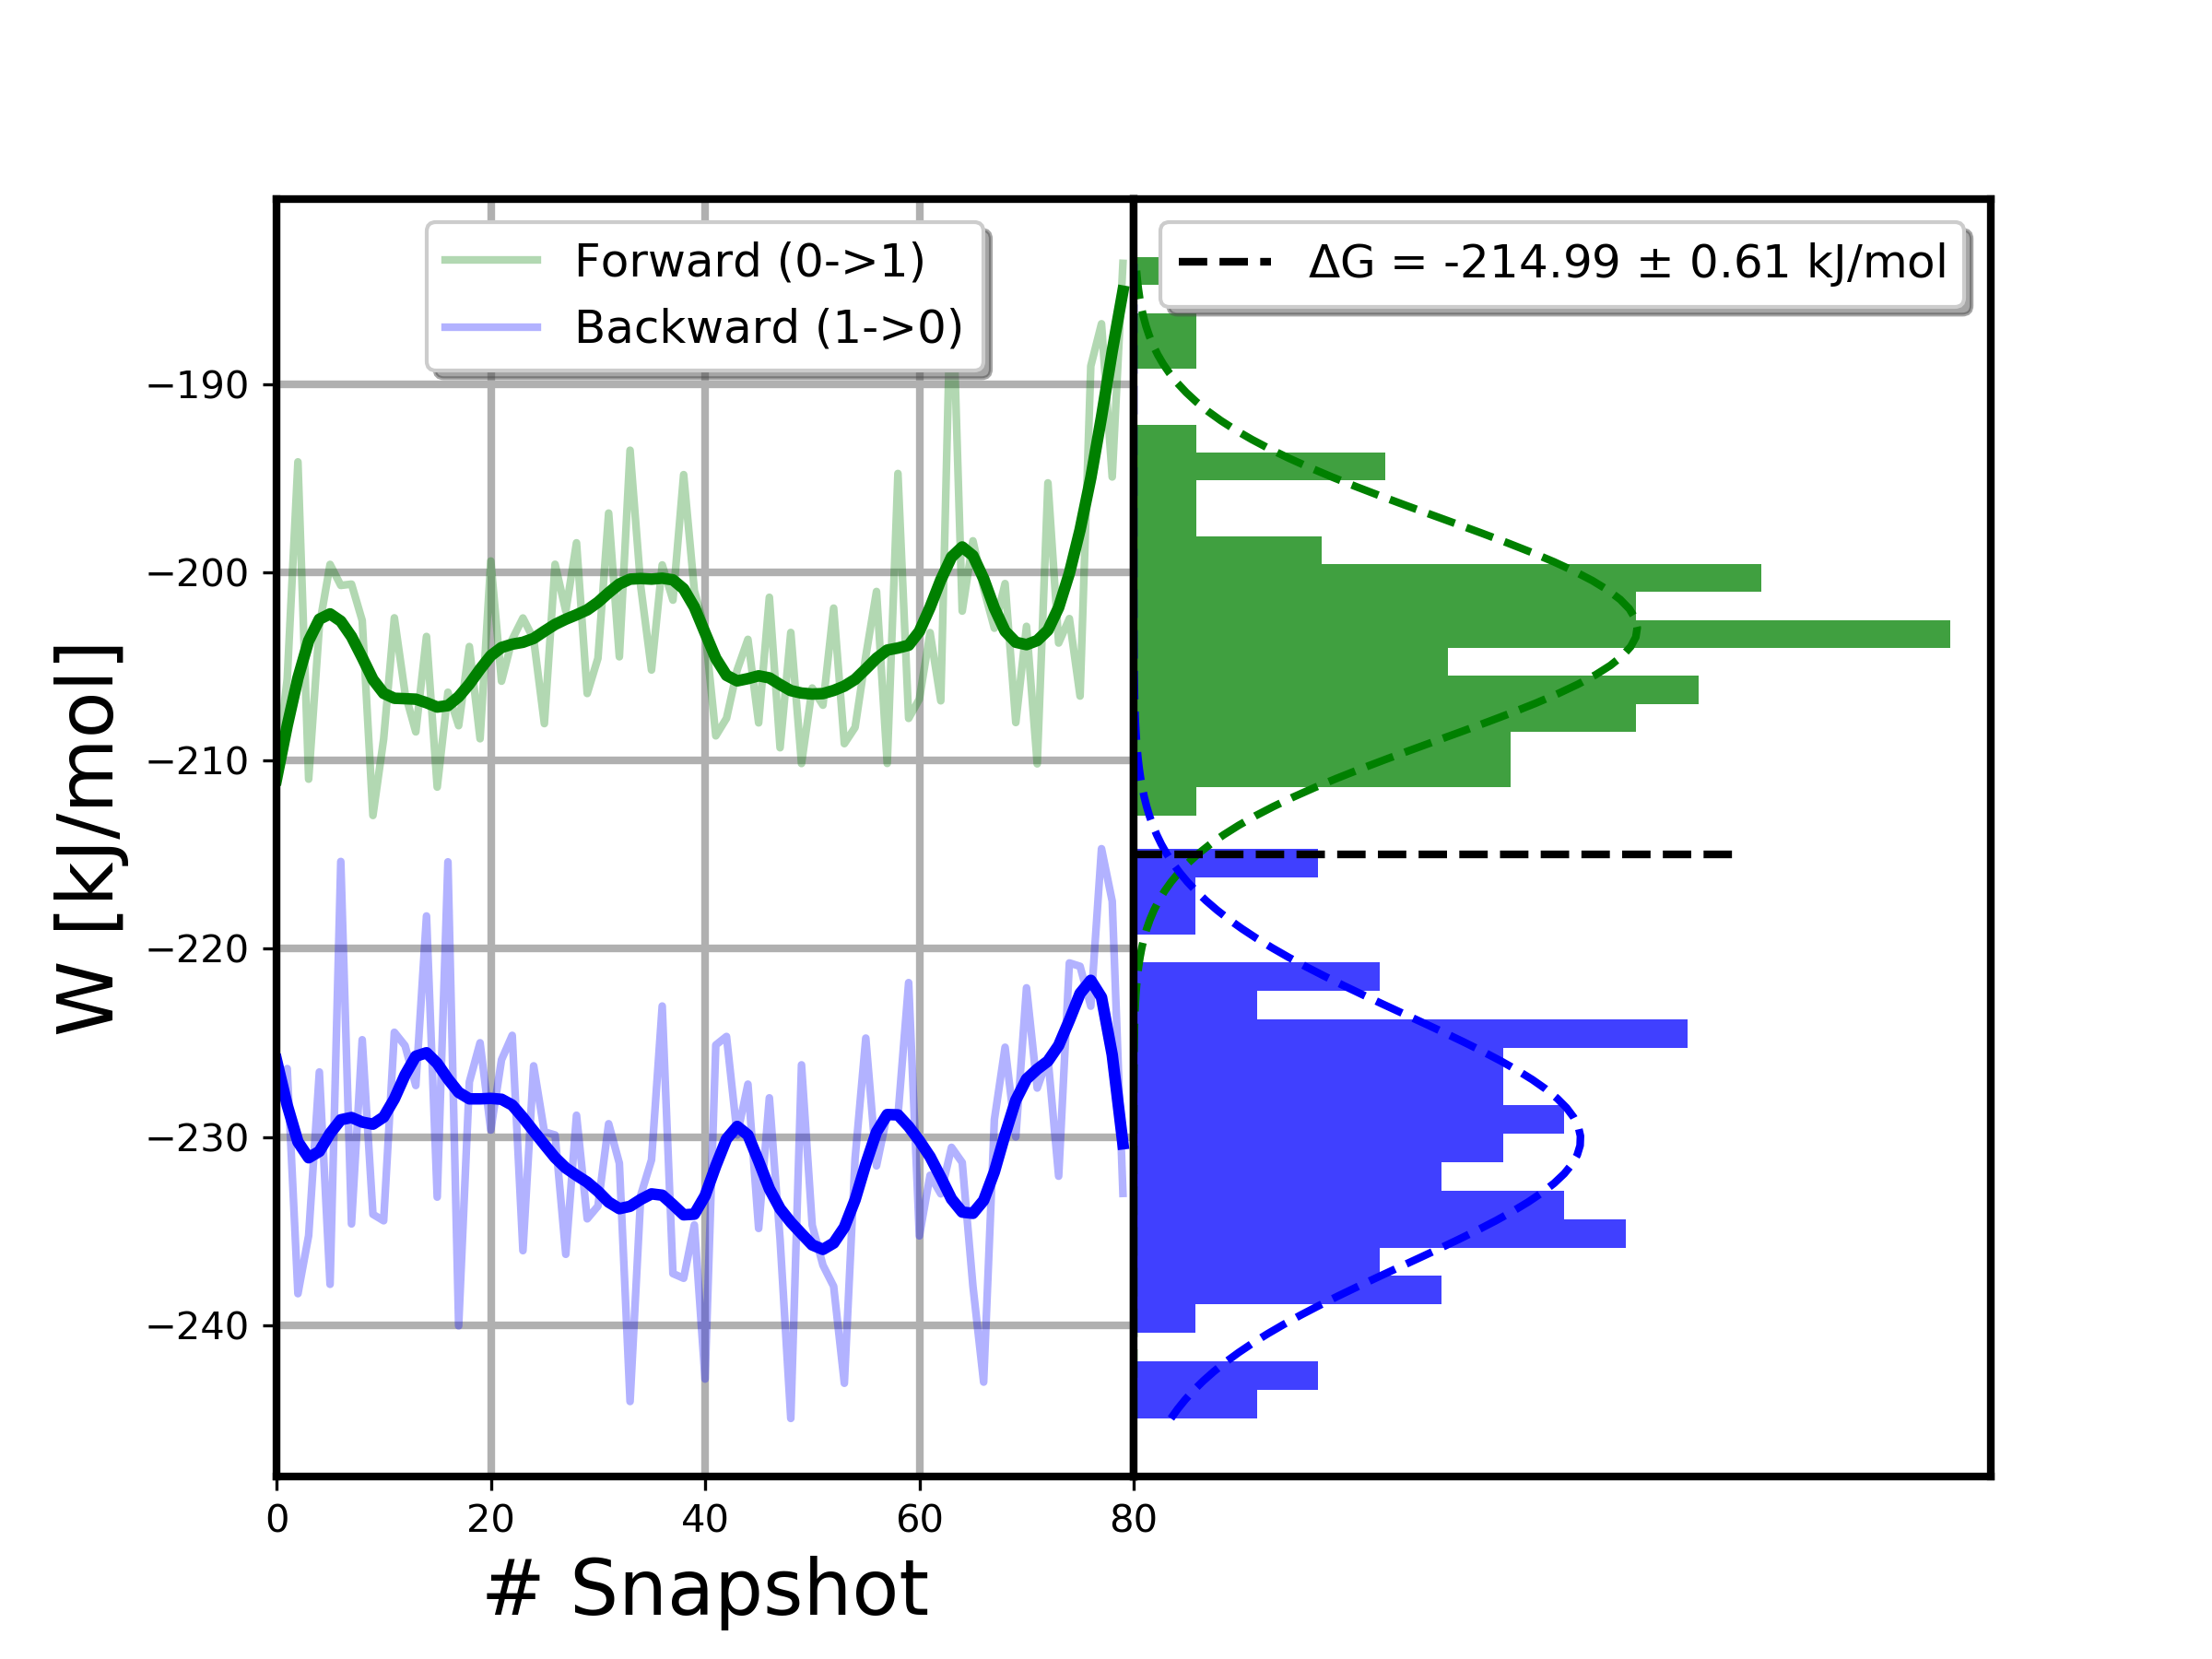 Forward (0->1)
Backward (1->0)
ΔG = -214.99 ± 0.61 kJ/mol
W [kJ/mol]
−190
−200
−210
−220
−230
−240
0 20 40 60 80
# Snapshot